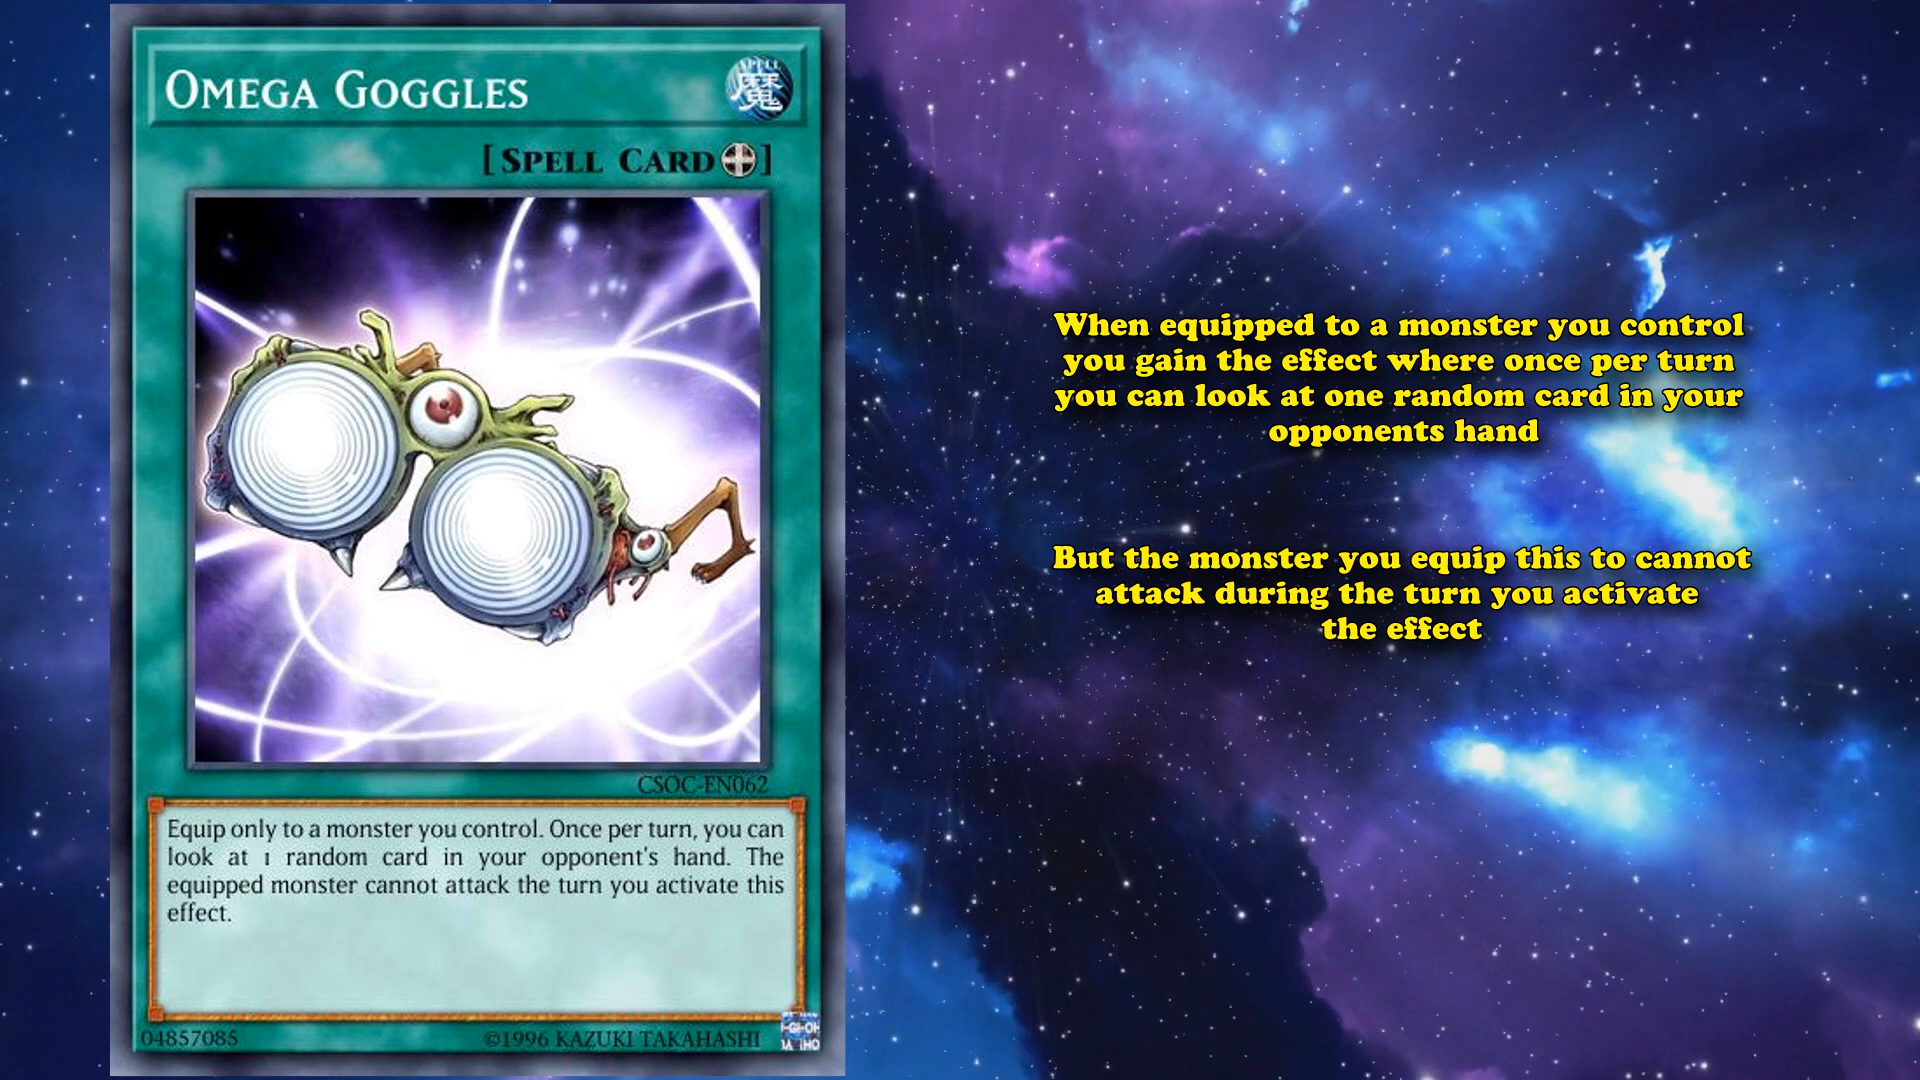 Omega Goggles
SPELL
魔
[Spell Card]
CSOC-EN062
Equip only to a monster you control. Once per turn, you can
look at 1 random card in your opponent's hand. The
equipped monster cannot attack the turn you activate this
effect.
04857085
©1996 KAZUKI TAKAHASHI
When equipped to a monster you control
you gain the effect where once per turn
you can look at one random card in your
opponents hand
But the monster you equip this to cannot
attack during the turn you activate
the effect